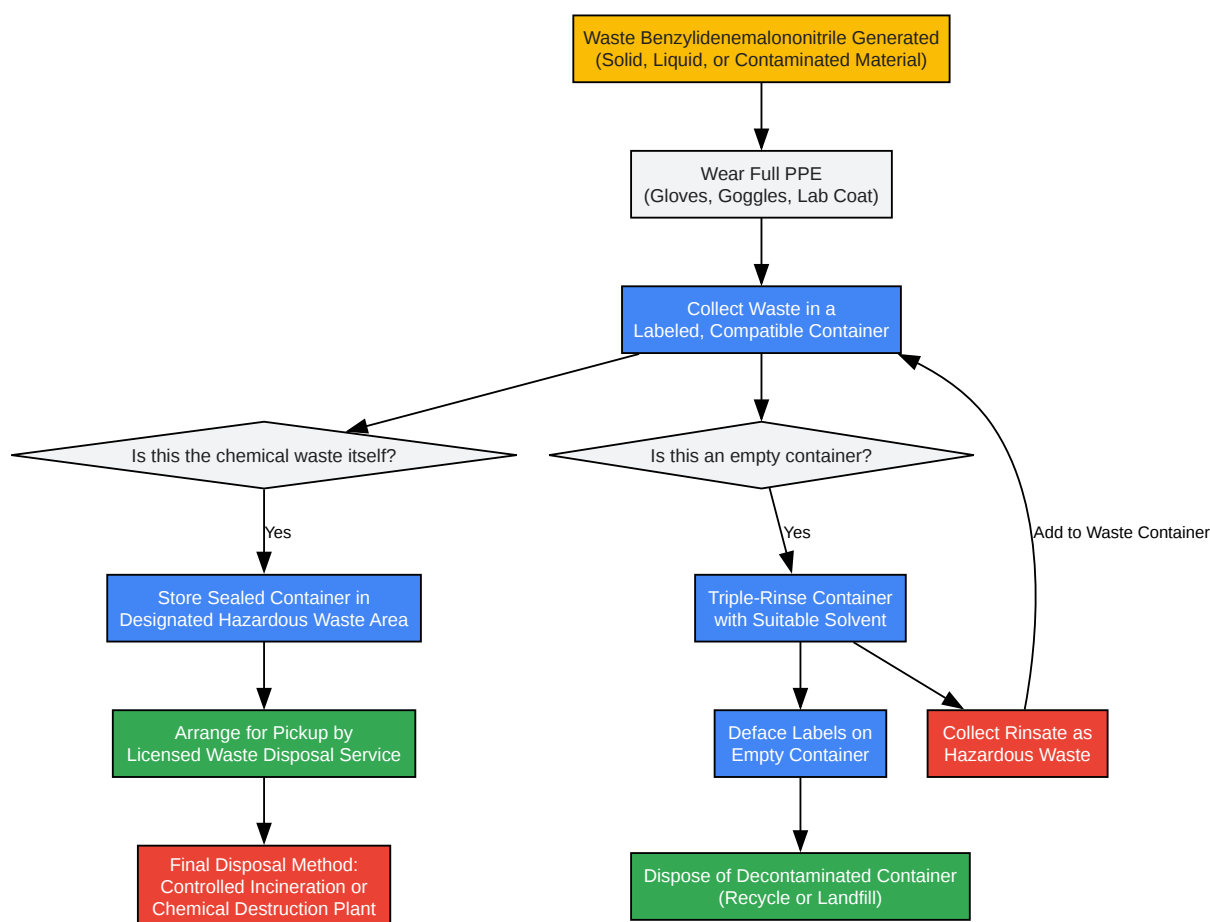 Waste Benzylidenemalononitrile Generated
(Solid, Liquid, or Contaminated Material)
Wear Full PPE
(Gloves, Goggles, Lab Coat)
Collect Waste in a
Labeled, Compatible Container
Is this the chemical waste itself?
Is this an empty container?
Yes
Yes
Add to Waste Container
Store Sealed Container in
Designated Hazardous Waste Area
Triple-Rinse Container
with Suitable Solvent
Arrange for Pickup by
Licensed Waste Disposal Service
Deface Labels on
Empty Container
Collect Rinsate as
Hazardous Waste
Final Disposal Method:
Controlled Incineration or
Chemical Destruction Plant
Dispose of Decontaminated Container
(Recycle or Landfill)